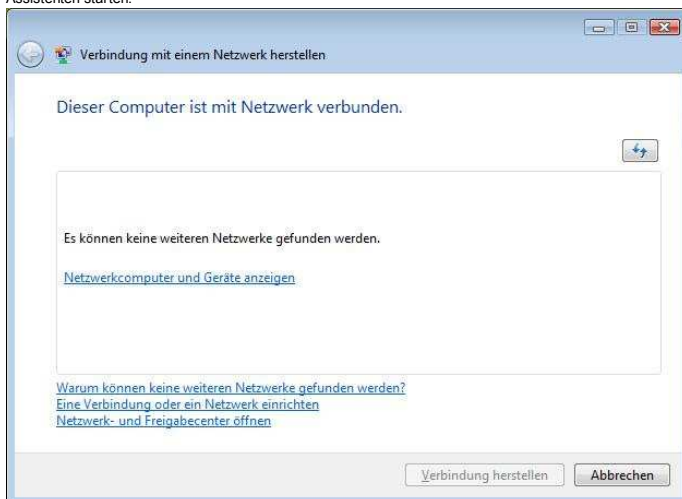 Assistenten starten.
Verbindung mit einem Netzwerk herstellen
Dieser Computer ist mit Netzwerk verbunden.
Es können keine weiteren Netzwerke gefunden werden.
Netzwerkcomputer und Geräte anzeigen
Warum können keine weiteren Netzwerke gefunden werden?
Eine Verbindung oder ein Netzwerk einrichten
Netzwerk- und Freigabecenter öffnen
Verbindung herstellen Abbrechen